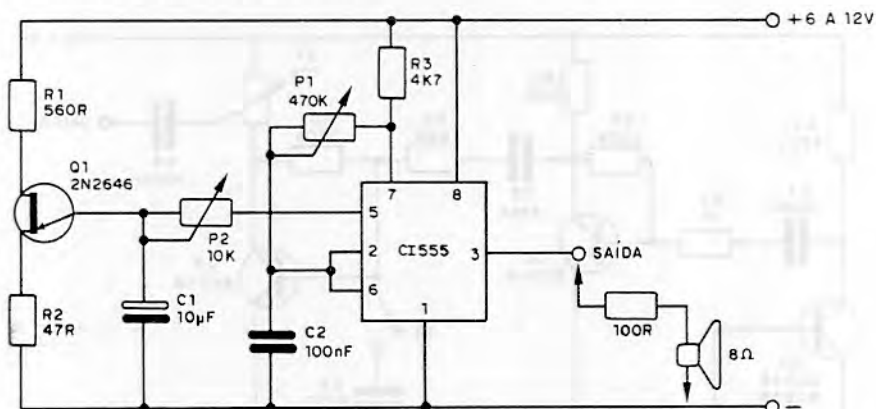 +6 A 12V
R1
560R
P1
470K
R3
4K7
Q1
2N2646
7
8
5
P2
10K
2
CI555
3
SAÍDA
6
C1
10µF
R2
47R
1
C2
100nF
100R
8Ω
–